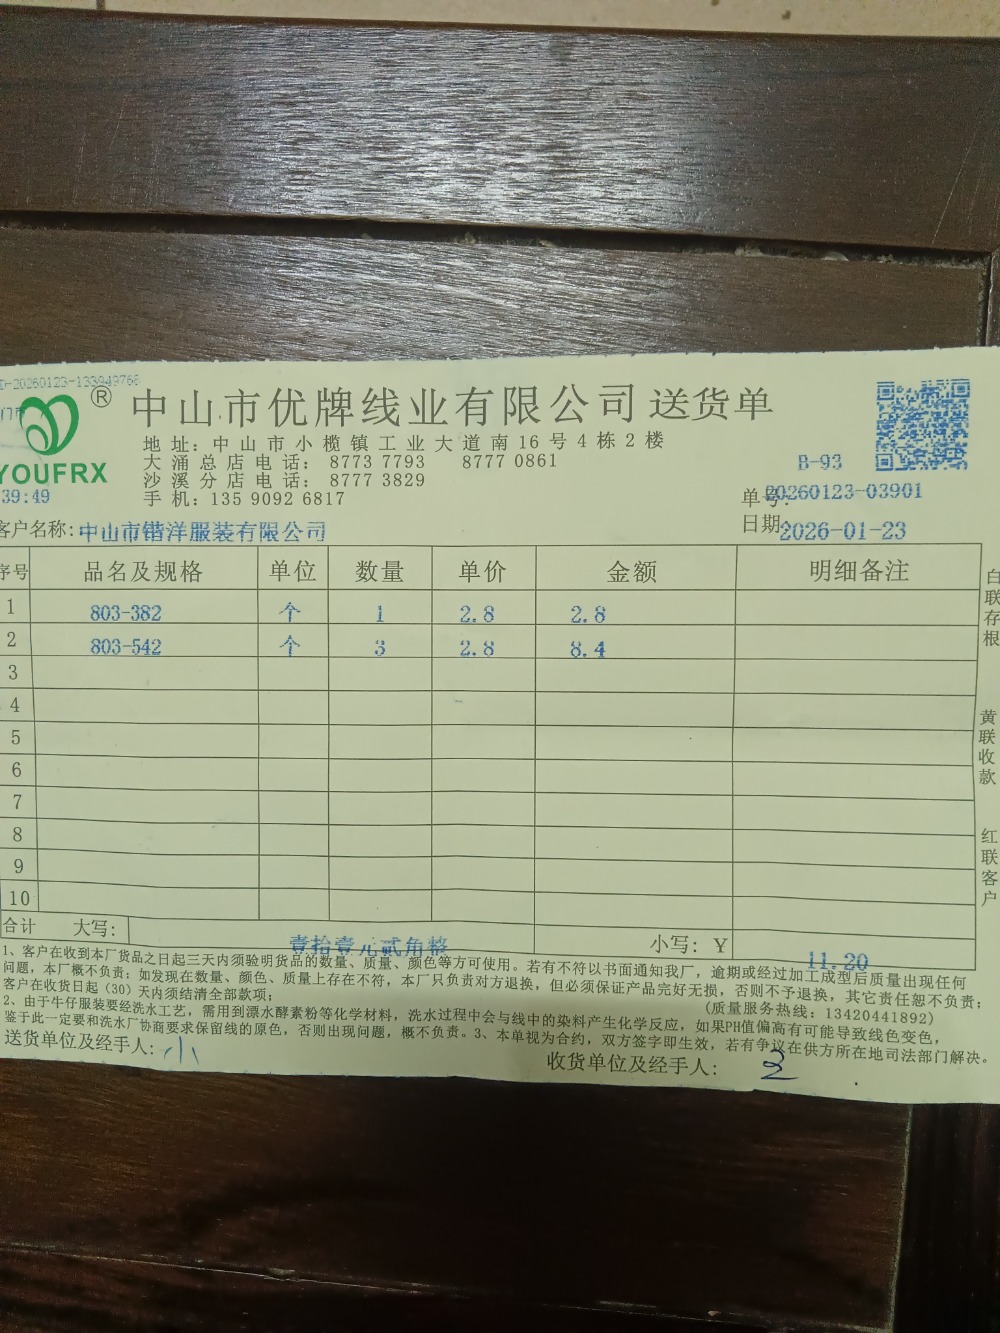 -20260123-133949766
® 中山市优牌线业有限公司 送货单
YOUFRX
地址：中山市小榄镇工业大道南16号4栋2楼
大涌总店电话：8773 7793 8777 0861
沙溪分店电话：8777 3829
手机：135 9092 6817
39:49
B-93
单号：20260123-03901
日期：2026-01-23
客户名称：中山市锴洋服装有限公司
序号 品名及规格 单位 数量 单价 金额 明细备注
1 803-382 个 1 2.8 2.8
2 803-542 个 3 2.8 8.4
3
4
5
6
7
8
9
10
合计 大写： 壹拾壹元贰角整 小写：Y 11.20
1、客户在收到本厂货品之日起三天内须验明货品的数量、质量、颜色等方可使用。若有不符以书面通知我厂，逾期或经过加工成型后质量出现任何
问题，本厂概不负责；如发现在数量、颜色、质量上存在不符，本厂只负责对方退换，但必须保证产品完好无损，否则不予退换，其它责任恕不负责；
客户在收货日起（30）天内须结清全部款项；
（质量服务热线：13420441892）
2、由于牛仔服装要经洗水工艺，需用到漂水酵素粉等化学材料，洗水过程中会与线中的染料产生化学反应，如果PH值偏高有可能导致线色变色，
鉴于此一定要和洗水厂协商要求保留线的原色，否则出现问题，概不负责。3、本单视为合约，双方签字即生效，若有争议在供方所在地司法部门解决。
送货单位及经手人：小
收货单位及经手人：
白联存根
黄联收款
红联客户